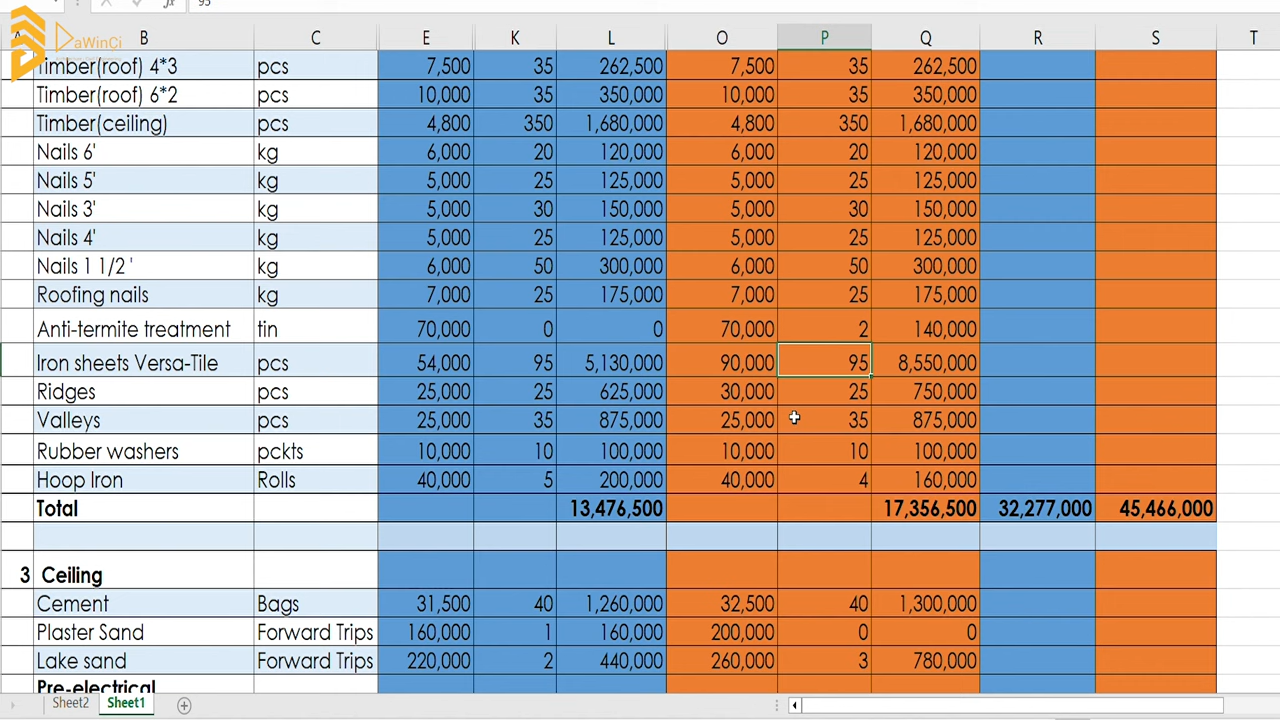 95
DaWinCi
A B C E K L O P Q R S T
Timber(roof) 4*3 pcs 7,500 35 262,500 7,500 35 262,500
Timber(roof) 6*2 pcs 10,000 35 350,000 10,000 35 350,000
Timber(ceiling) pcs 4,800 350 1,680,000 4,800 350 1,680,000
Nails 6' kg 6,000 20 120,000 6,000 20 120,000
Nails 5' kg 5,000 25 125,000 5,000 25 125,000
Nails 3' kg 5,000 30 150,000 5,000 30 150,000
Nails 4' kg 5,000 25 125,000 5,000 25 125,000
Nails 1 1/2 ' kg 6,000 50 300,000 6,000 50 300,000
Roofing nails kg 7,000 25 175,000 7,000 25 175,000
Anti-termite treatment tin 70,000 0 0 70,000 2 140,000
Iron sheets Versa-Tile pcs 54,000 95 5,130,000 90,000 95 8,550,000
Ridges pcs 25,000 25 625,000 30,000 25 750,000
Valleys pcs 25,000 35 875,000 25,000 35 875,000
Rubber washers pckts 10,000 10 100,000 10,000 10 100,000
Hoop Iron Rolls 40,000 5 200,000 40,000 4 160,000
Total 13,476,500 17,356,500 32,277,000 45,466,000
3 Ceiling
Cement Bags 31,500 40 1,260,000 32,500 40 1,300,000
Plaster Sand Forward Trips 160,000 1 160,000 200,000 0 0
Lake sand Forward Trips 220,000 2 440,000 260,000 3 780,000
Pre-electrical
Sheet2 Sheet1